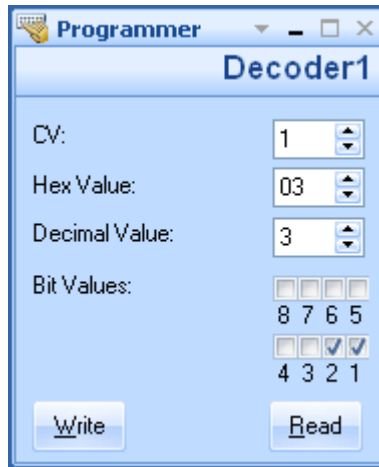 Programmer
Decoder1
CV: 1
Hex Value: 03
Decimal Value: 3
Bit Values:
8 7 6 5
4 3 2 1
Write Read